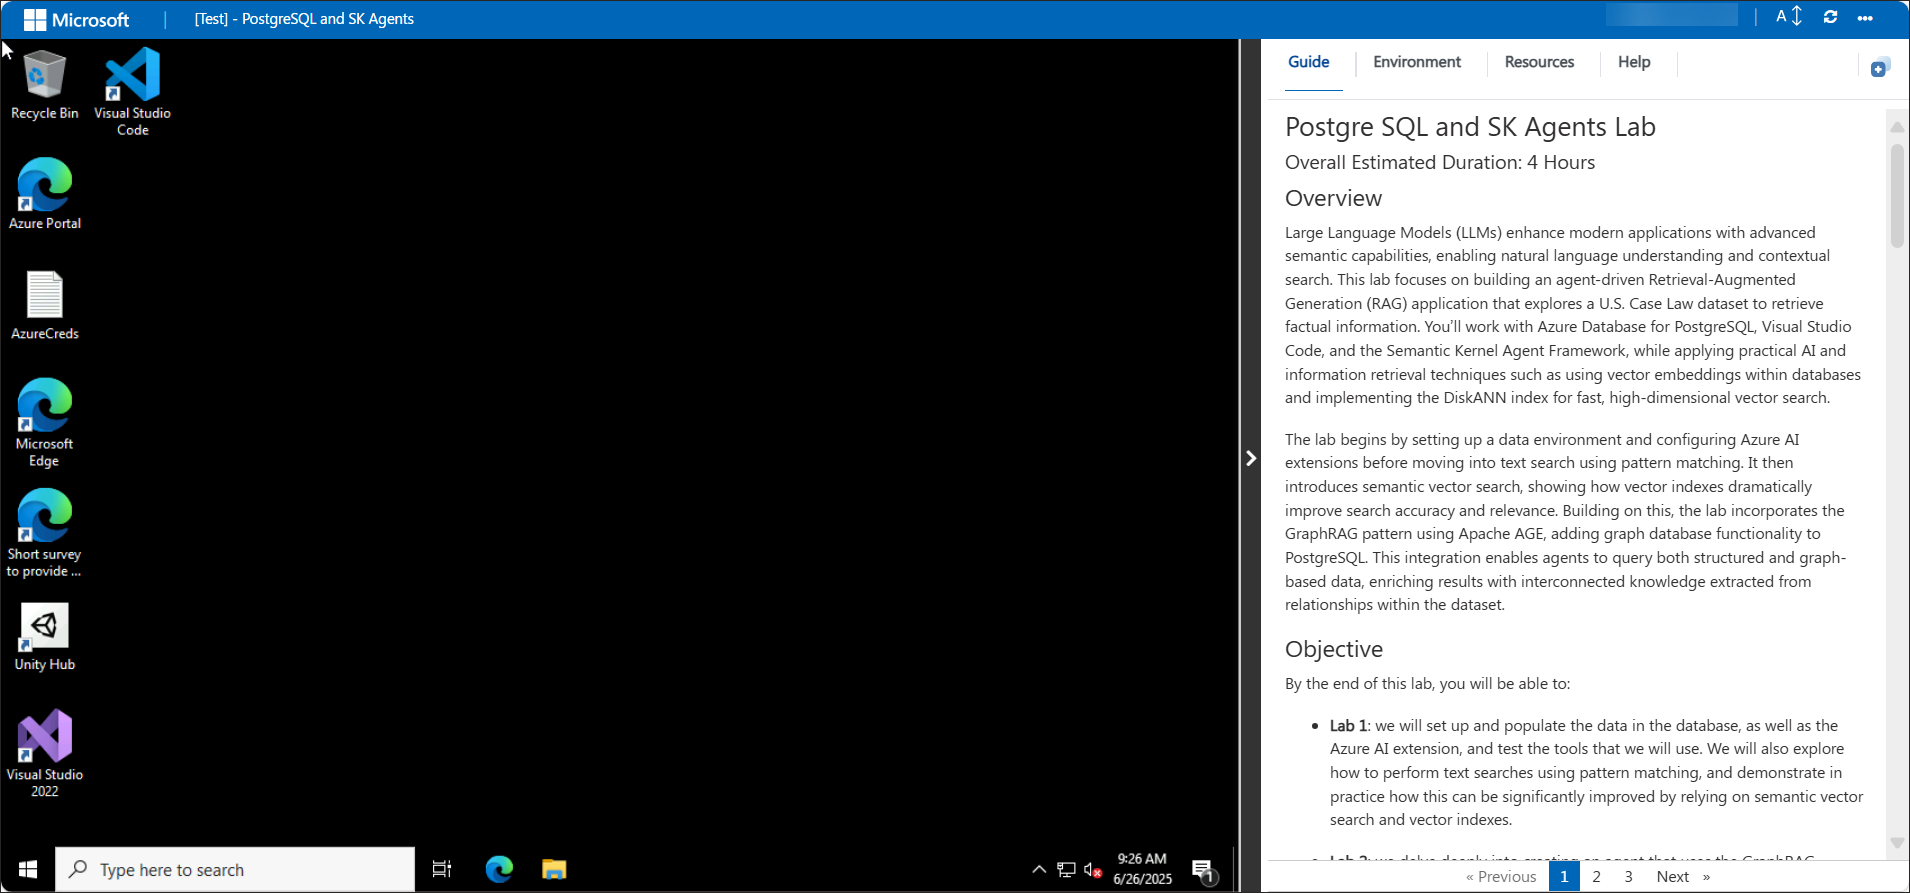 Microsoft
[Test] - PostgreSQL and SK Agents
A
Recycle Bin
Visual Studio
Code
Azure Portal
AzureCreds
Microsoft
Edge
Short survey
to provide ...
Unity Hub
Visual Studio
2022
Type here to search
9:26 AM
6/26/2025
1
Guide
Environment
Resources
Help
Postgre SQL and SK Agents Lab
Overall Estimated Duration: 4 Hours
Overview
Large Language Models (LLMs) enhance modern applications with advanced
semantic capabilities, enabling natural language understanding and contextual
search. This lab focuses on building an agent-driven Retrieval-Augmented
Generation (RAG) application that explores a U.S. Case Law dataset to retrieve
factual information. You'll work with Azure Database for PostgreSQL, Visual Studio
Code, and the Semantic Kernel Agent Framework, while applying practical AI and
information retrieval techniques such as using vector embeddings within databases
and implementing the DiskANN index for fast, high-dimensional vector search.
The lab begins by setting up a data environment and configuring Azure AI
extensions before moving into text search using pattern matching. It then
introduces semantic vector search, showing how vector indexes dramatically
improve search accuracy and relevance. Building on this, the lab incorporates the
GraphRAG pattern using Apache AGE, adding graph database functionality to
PostgreSQL. This integration enables agents to query both structured and graph-
based data, enriching results with interconnected knowledge extracted from
relationships within the dataset.
Objective
By the end of this lab, you will be able to:
• Lab 1: we will set up and populate the data in the database, as well as the
Azure AI extension, and test the tools that we will use. We will also explore
how to perform text searches using pattern matching, and demonstrate in
practice how this can be significantly improved by relying on semantic vector
search and vector indexes.
• Lab 2: we delve deeply into creating an agent that uses the GraphRAG
« Previous 1 2 3 Next »